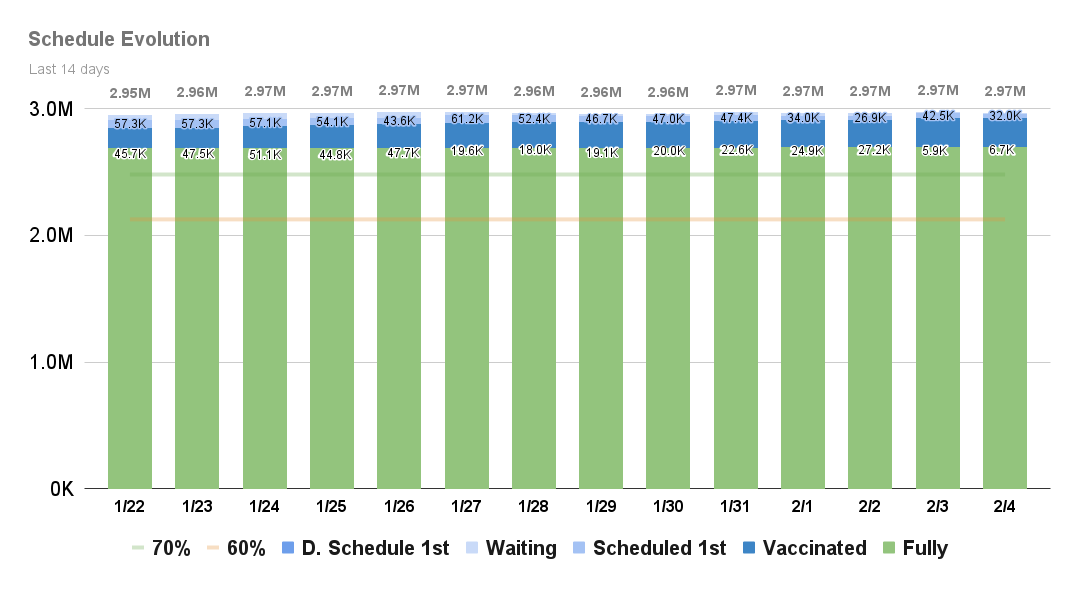 Schedule Evolution
Last 14 days
2.95M 2.96M 2.97M 2.97M 2.97M 2.97M 2.96M 2.96M 2.96M 2.97M 2.97M 2.97M 2.97M 2.97M
3.0M
57.3K 57.3K 57.1K 54.1K 43.6K 61.2K 52.4K 46.7K 47.0K 47.4K 34.0K 26.9K 42.5K 32.0K
45.7K 47.5K 51.1K 44.8K 47.7K 19.6K 18.0K 19.1K 20.0K 22.6K 24.9K 27.2K 5.9K 6.7K
2.0M
1.0M
0K
1/22 1/23 1/24 1/25 1/26 1/27 1/28 1/29 1/30 1/31 2/1 2/2 2/3 2/4
70% 60% D. Schedule 1st Waiting Scheduled 1st Vaccinated Fully